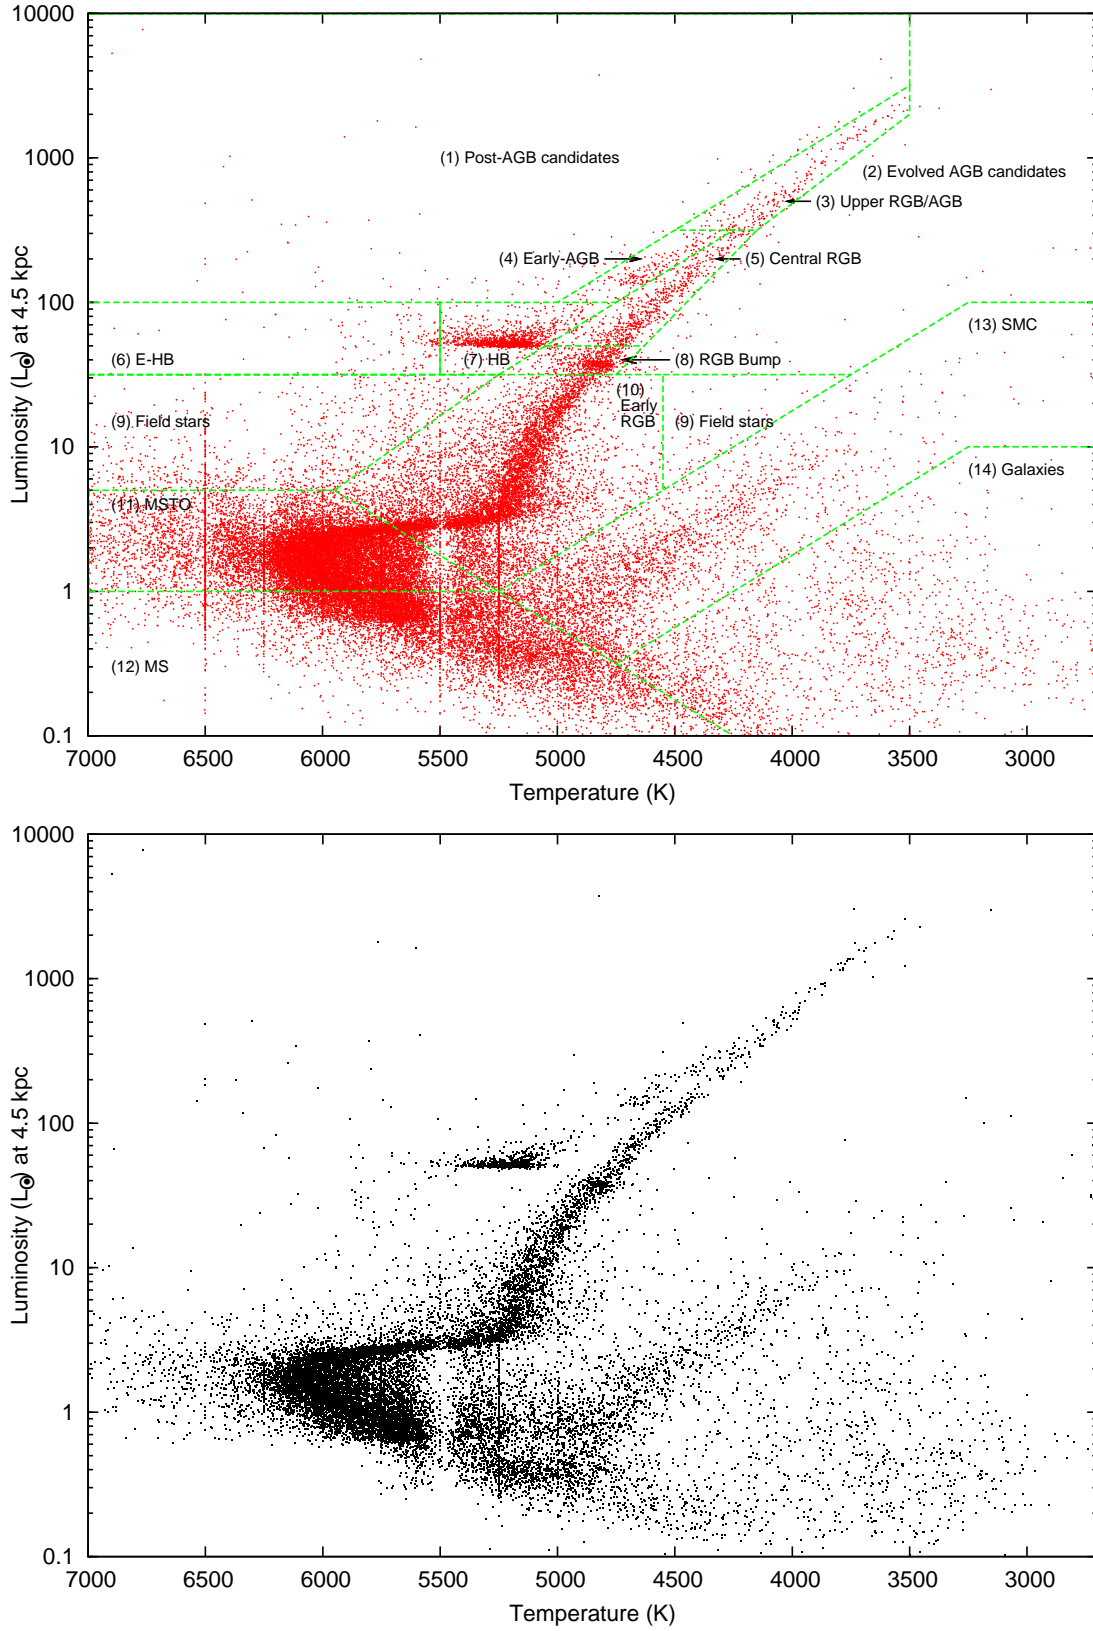 10000
1000
100
10
1
0.1
Luminosity (L⊙) at 4.5 kpc
(1) Post-AGB candidates
(2) Evolved AGB candidates
(3) Upper RGB/AGB
(4) Early-AGB
(5) Central RGB
(13) SMC
(6) E-HB
(7) HB
(8) RGB Bump
(10)
Early
RGB
(9) Field stars
(9) Field stars
(14) Galaxies
(11) MSTO
(12) MS
7000 6500 6000 5500 5000 4500 4000 3500 3000
Temperature (K)
10000
1000
100
10
1
0.1
Luminosity (L⊙) at 4.5 kpc
7000 6500 6000 5500 5000 4500 4000 3500 3000
Temperature (K)